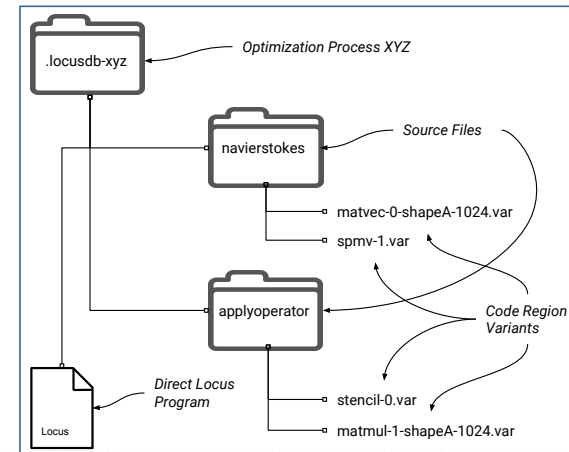 .locusdb-xyz
Optimization Process XYZ
navierstokes
Source Files
matvec-0-shapeA-1024.var
spmv-1.var
applyoperator
Code Region
Variants
Direct Locus
Program
Locus
stencil-0.var
matmul-1-shapeA-1024.var